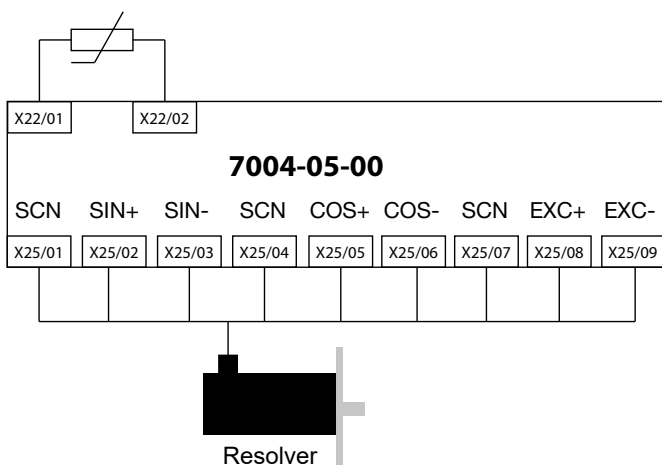 X22/01 X22/02
7004-05-00
SCN SIN+ SIN- SCN COS+ COS- SCN EXC+ EXC-
X25/01 X25/02 X25/03 X25/04 X25/05 X25/06 X25/07 X25/08 X25/09
Resolver